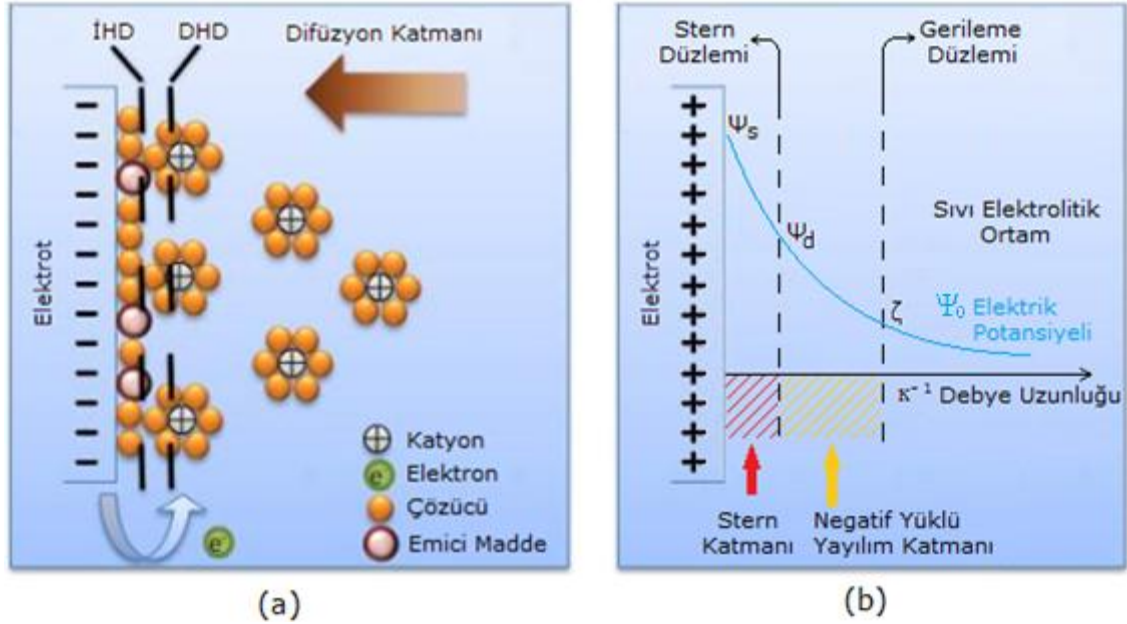 İHD DHD
Difüzyon Katmanı
Elektrot
Katyon
e⁻ Elektron
Çözücü
Emici Madde
e⁻
(a)
Stern
Düzlemi
Gerileme
Düzlemi
Ψs
Ψd
ζ
Sıvı Elektrolitik
Ortam
Ψ0 Elektrik
Potansiyeli
Elektrot
κ⁻¹ Debye Uzunluğu
Stern
Katmanı
Negatif Yüklü
Yayılım Katmanı
(b)